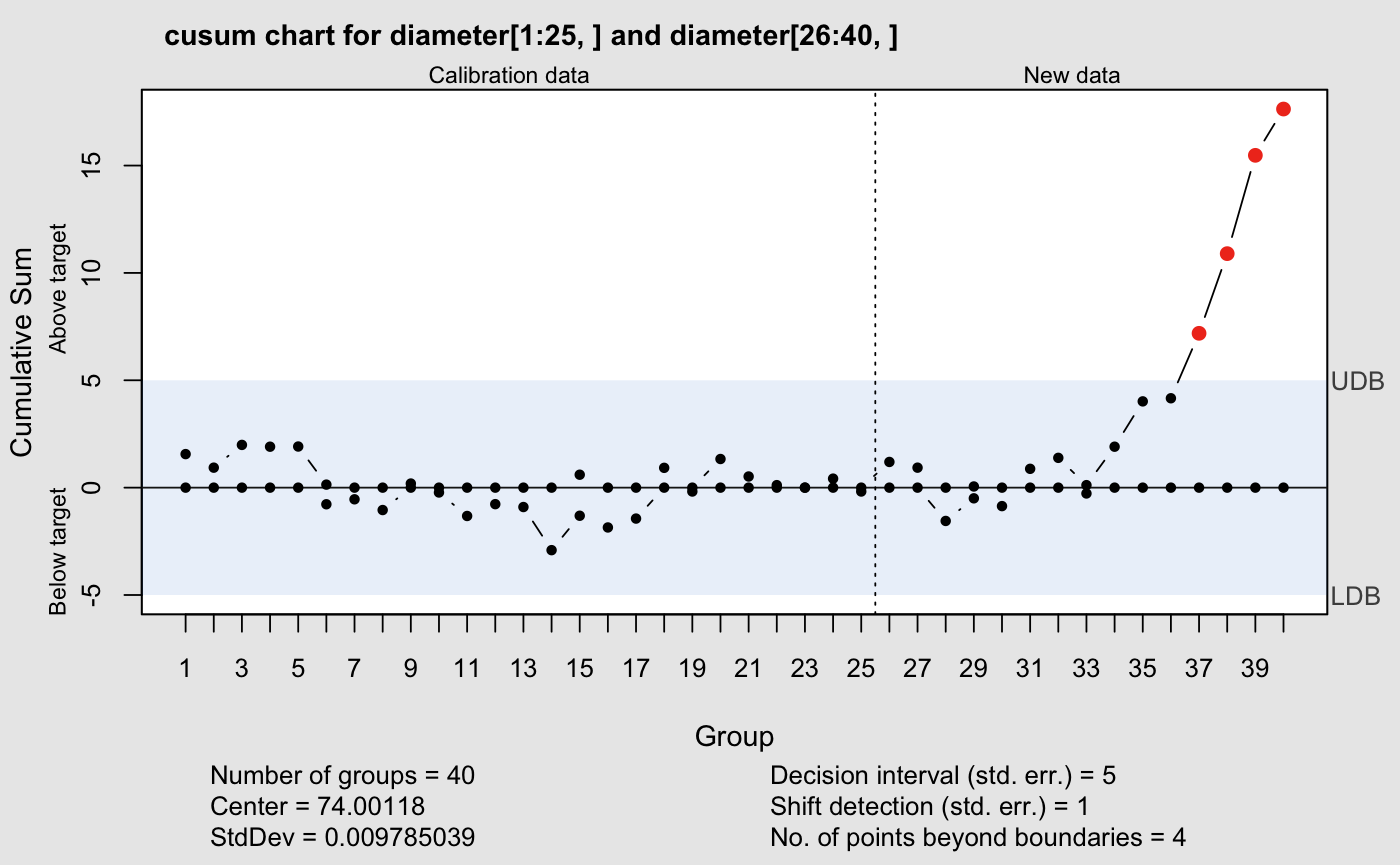 cusum chart for diameter[1:25, ] and diameter[26:40, ]
Calibration data
New data
Cumulative Sum
Above target
Below target
15
10
5
0
-5
UDB
LDB
1 3 5 7 9 11 13 15 17 19 21 23 25 27 29 31 33 35 37 39
Group
Number of groups = 40
Center = 74.00118
StdDev = 0.009785039
Decision interval (std. err.) = 5
Shift detection (std. err.) = 1
No. of points beyond boundaries = 4